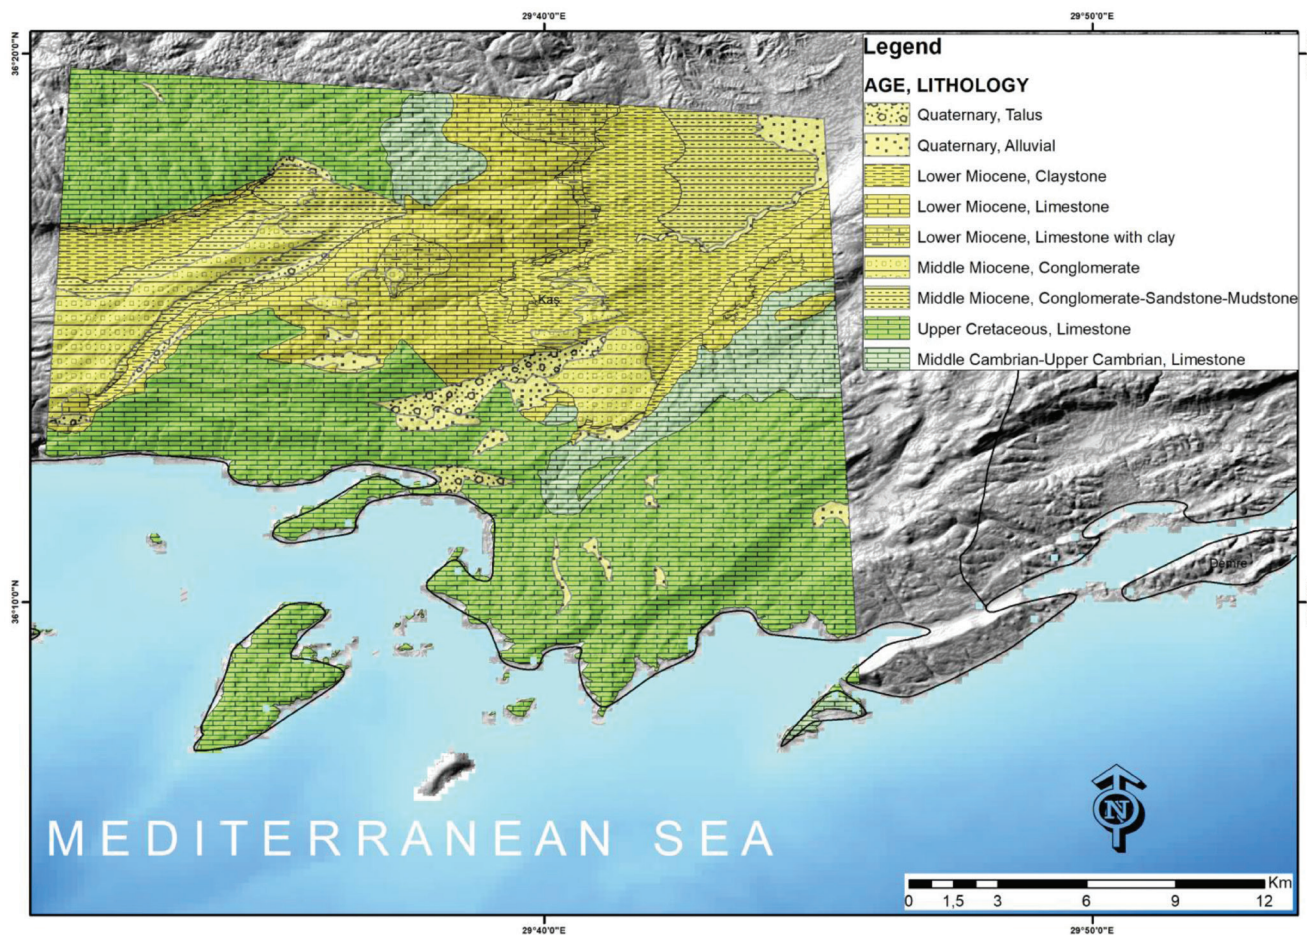 29°40'0"E 29°50'0"E
36°20'0"N
Legend
AGE, LITHOLOGY
Quaternary, Talus
Quaternary, Alluvial
Lower Miocene, Claystone
Lower Miocene, Limestone
Lower Miocene, Limestone with clay
Middle Miocene, Conglomerate
Middle Miocene, Conglomerate-Sandstone-Mudstone
Upper Cretaceous, Limestone
Middle Cambrian-Upper Cambrian, Limestone
Kaş
Demre
36°10'0"N
N
MEDITERRANEAN SEA
Km
0 1,5 3 6 9 12
29°40'0"E 29°50'0"E